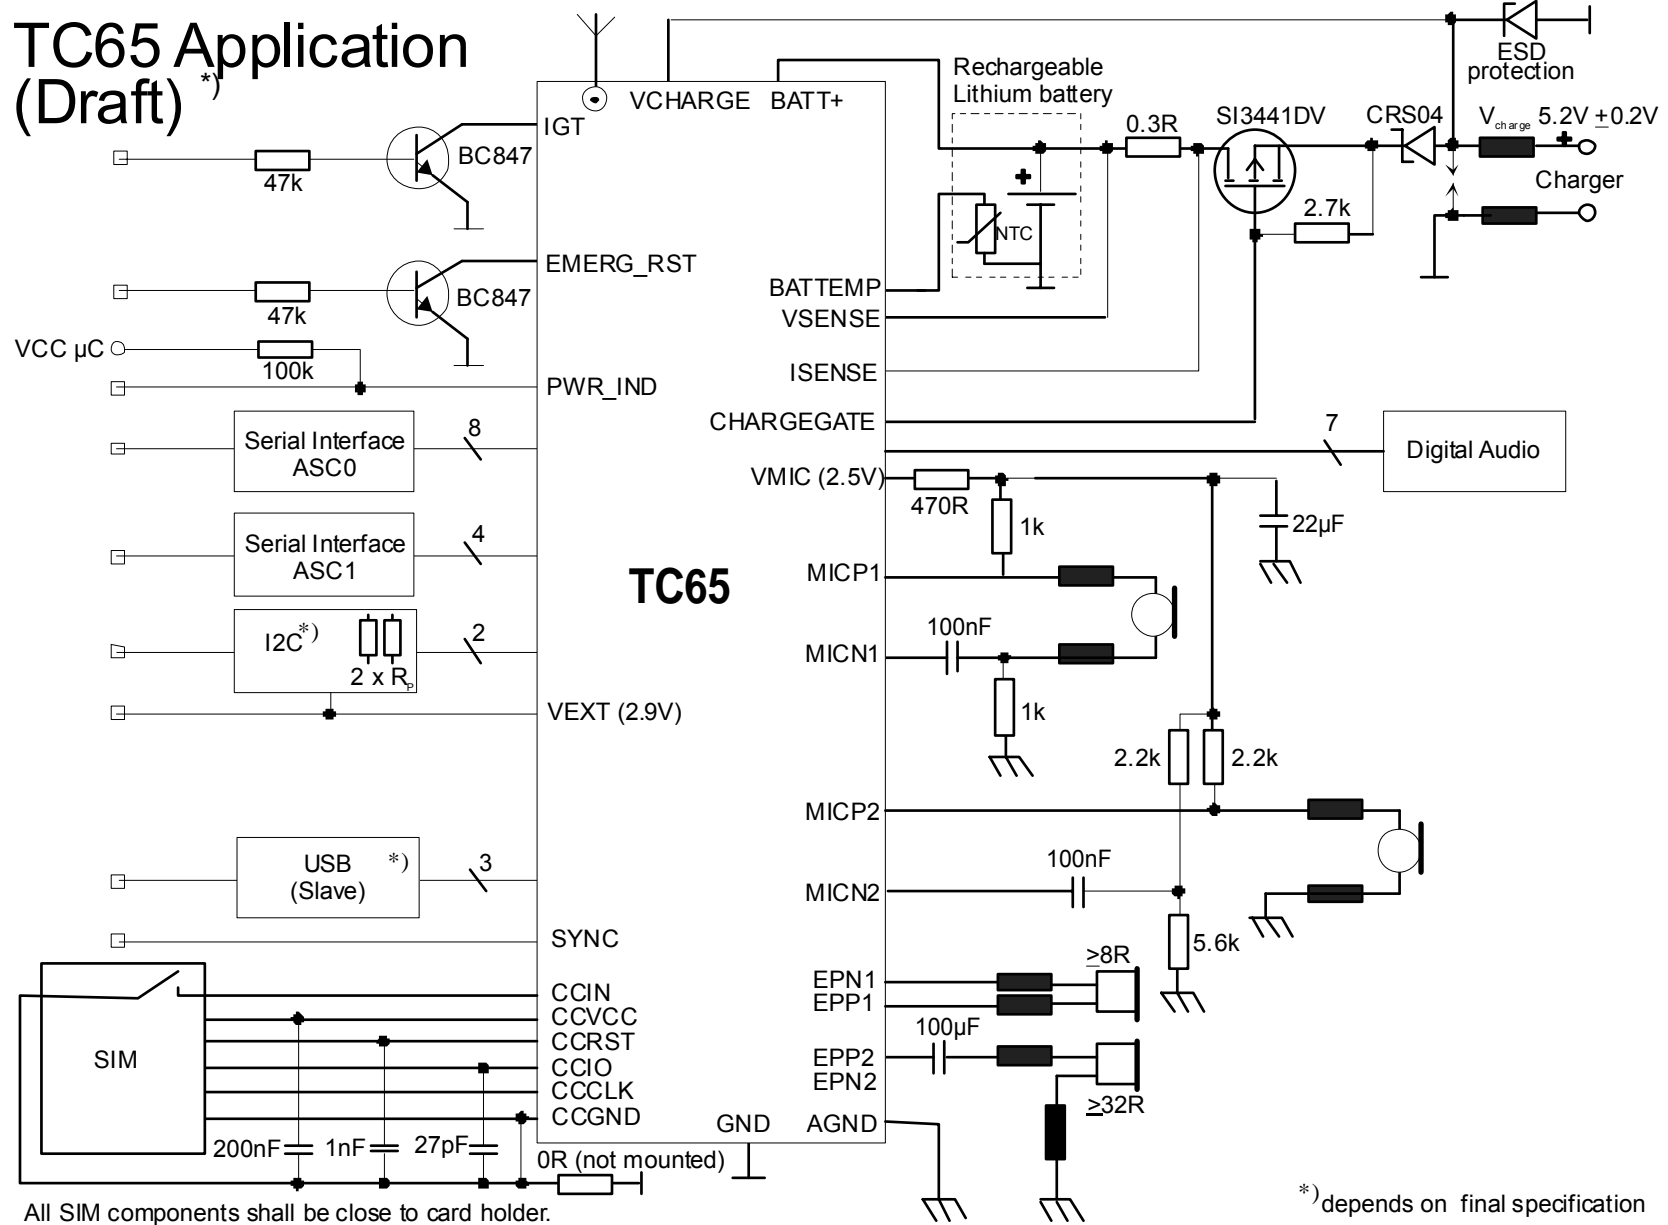 TC65 Application
(Draft) *)
VCHARGE BATT+
IGT
BC847
47k
EMERG_RST
BC847
47k
VCC µC
100k
PWR_IND
Serial Interface
ASC0
8
Serial Interface
ASC1
4
I2C *)
2 x RP
2
VEXT (2.9V)
USB *)
(Slave)
3
SYNC
CCIN
CCVCC
CCRST
CCIO
CCCLK
CCGND
SIM
200nF
1nF
27pF
0R (not mounted)
All SIM components shall be close to card holder.
TC65
GND
AGND
Rechargeable
Lithium battery
+
NTC
BATTEMP
VSENSE
ISENSE
CHARGEGATE
0.3R
SI3441DV
CRS04
2.7k
ESD
protection
Vcharge 5.2V ±0.2V
+
Charger
7
Digital Audio
VMIC (2.5V)
470R
1k
22µF
MICP1
100nF
MICN1
1k
2.2k
2.2k
MICP2
100nF
MICN2
5.6k
EPN1
EPP1
≥8R
100µF
EPP2
EPN2
≥32R
*) depends on final specification